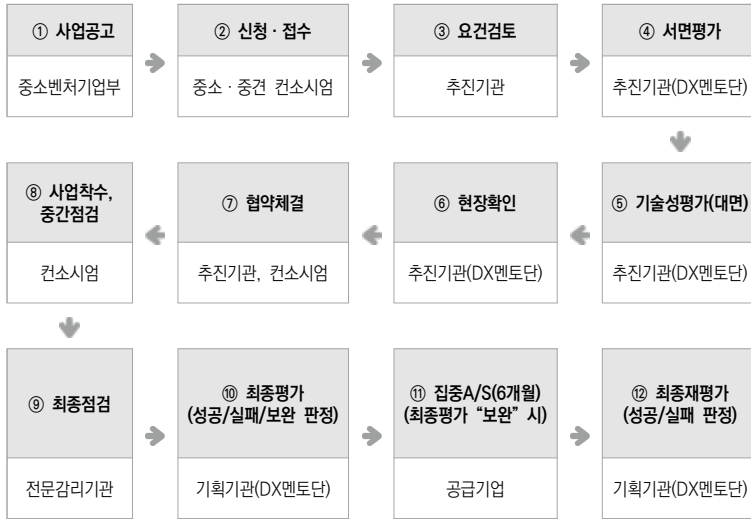 ① 사업공고
중소벤처기업부
② 신청 · 접수
중소 · 중견 컨소시엄
③ 요건검토
추진기관
④ 서면평가
추진기관(DX멘토단)
⑤ 기술성평가(대면)
추진기관(DX멘토단)
⑥ 현장확인
추진기관(DX멘토단)
⑦ 협약체결
추진기관, 컨소시엄
⑧ 사업착수,
중간점검
컨소시엄
⑨ 최종점검
전문감리기관
⑩ 최종평가
(성공/실패/보완 판정)
기획기관(DX멘토단)
⑪ 집중A/S(6개월)
(최종평가 “보완” 시)
공급기업
⑫ 최종재평가
(성공/실패 판정)
기획기관(DX멘토단)